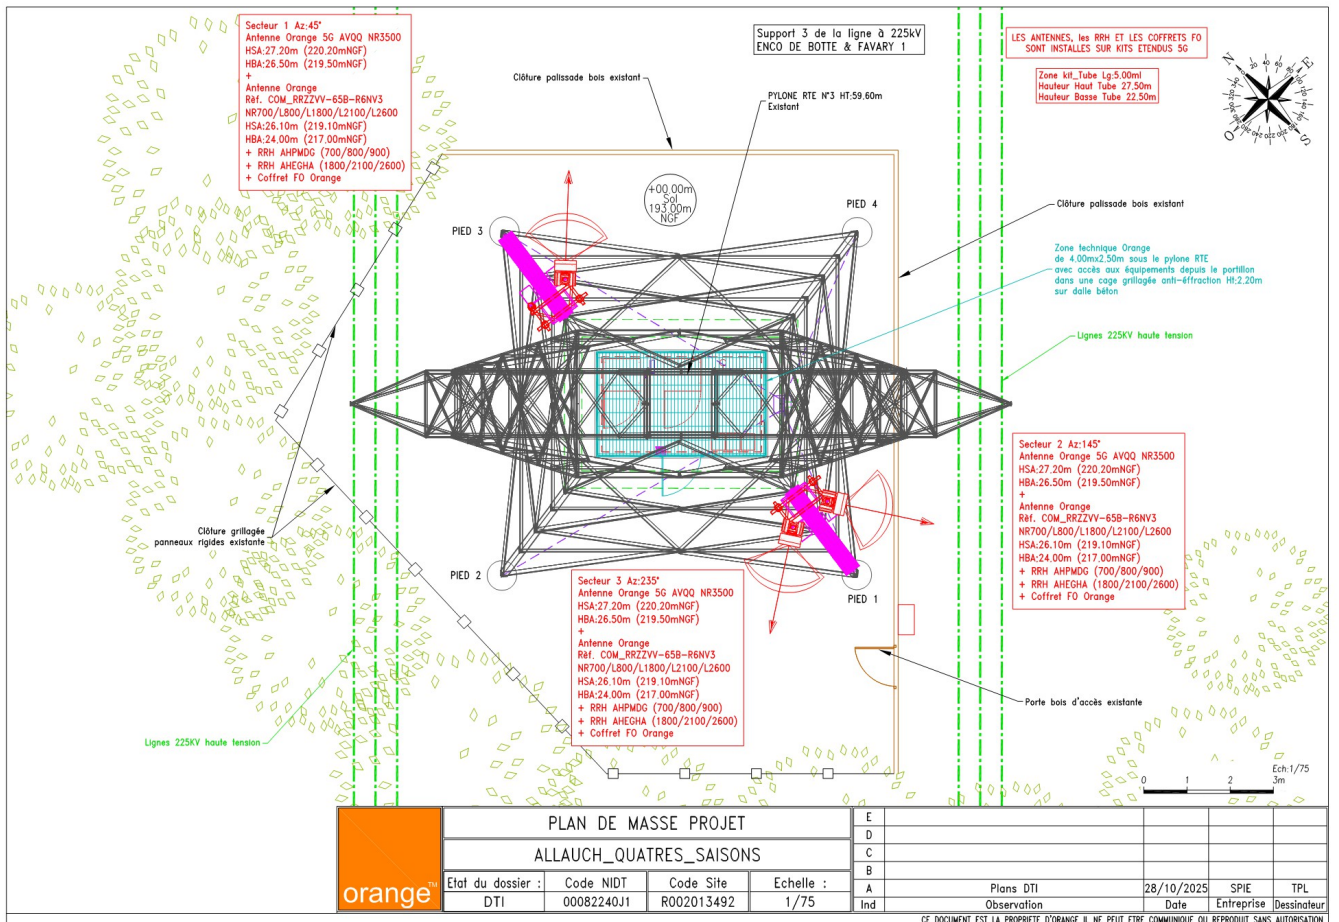 Secteur 1 Az:45°
Antenne Orange 5G AVQQ NR3500
HSA:27.20m (220.20mNGF)
HBA:26.50m (219.50mNGF)
+
Antenne Orange
Réf. COM_RRZZVV-65B-R6NV3
NR700/L800/L1800/L2100/L2600
HSA:26.10m (219.10mNGF)
HBA:24.00m (217.00mNGF)
+ RRH AHPMDG (700/800/900)
+ RRH AHEGHA (1800/2100/2600)
+ Coffret FO Orange
Support 3 de la ligne à 225kV
ENCO DE BOTTE & FAVARY 1
LES ANTENNES, les RRH ET LES COFFRETS FO
SONT INSTALLES SUR KITS ETENDUS 5G
Zone kit_Tube Lg:5.00ml
Hauteur Haut Tube 27,50m
Hauteur Basse Tube 22,50m
N
E
O
S
Clôture palissade bois existant
PYLONE RTE N°3 HT:59,60m
Existant
+00.00m
Sol
193.00m
NGF
PIED 3
PIED 4
Clôture palissade bois existant
Zone technique Orange
de 4.00mx2.50m sous le pylone RTE
avec accès aux équipements depuis le portillon
dans une cage grillagée anti-éffraction Ht:2,20m
sur dalle béton
Lignes 225KV haute tension
Clôture grillagée
panneaux rigides existante
PIED 2
PIED 1
Secteur 2 Az:145°
Antenne Orange 5G AVQQ NR3500
HSA:27.20m (220.20mNGF)
HBA:26.50m (219.50mNGF)
+
Antenne Orange
Réf. COM_RRZZVV-65B-R6NV3
NR700/L800/L1800/L2100/L2600
HSA:26.10m (219.10mNGF)
HBA:24.00m (217.00mNGF)
+ RRH AHPMDG (700/800/900)
+ RRH AHEGHA (1800/2100/2600)
+ Coffret FO Orange
Secteur 3 Az:235°
Antenne Orange 5G AVQQ NR3500
HSA:27.20m (220.20mNGF)
HBA:26.50m (219.50mNGF)
+
Antenne Orange
Réf. COM_RRZZVV-65B-R6NV3
NR700/L800/L1800/L2100/L2600
HSA:26.10m (219.10mNGF)
HBA:24.00m (217.00mNGF)
+ RRH AHPMDG (700/800/900)
+ RRH AHEGHA (1800/2100/2600)
+ Coffret FO Orange
Porte bois d'accès existante
Lignes 225KV haute tension
Ech:1/75
0 1 2 3m
orange™
PLAN DE MASSE PROJET
ALLAUCH_QUATRES_SAISONS
Etat du dossier : Code NIDT Code Site Echelle :
DTI 00082240J1 R002013492 1/75
E
D
C
B
A Plans DTI 28/10/2025 SPIE TPL
Ind Observation Date Entreprise Dessinateur
CE DOCUMENT EST LA PROPRIETE D'ORANGE IL NE PEUT ETRE COMMUNIQUE OU REPRODUIT SANS AUTORISATION